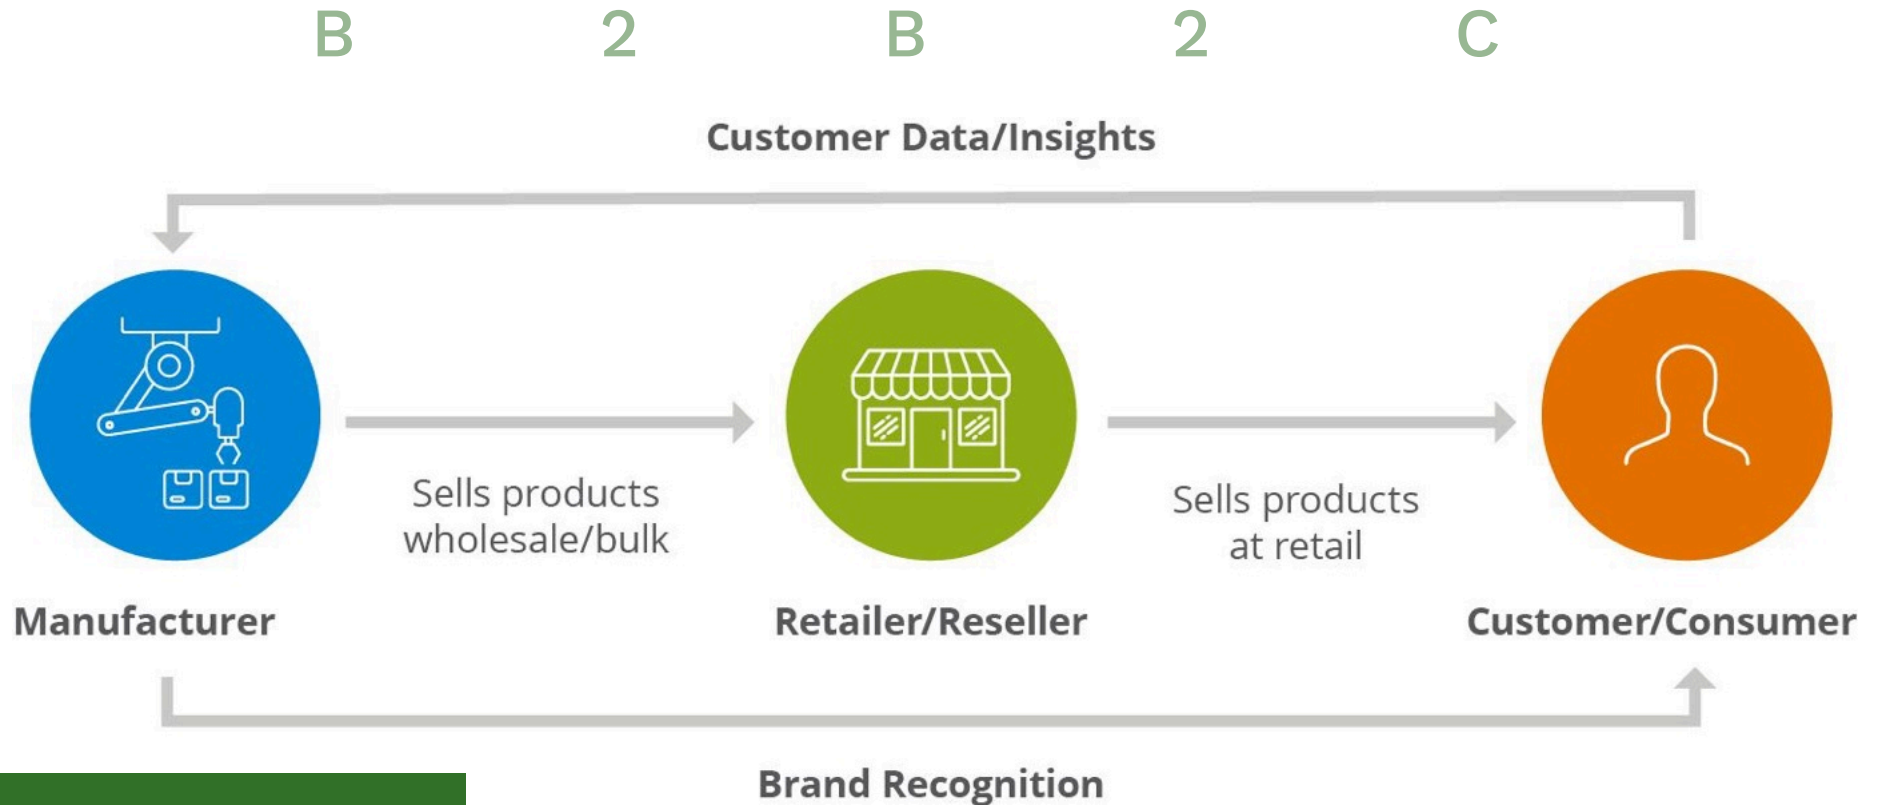 B 2 B 2 C
Customer Data/Insights
Sells products
wholesale/bulk
Sells products
at retail
Manufacturer
Retailer/Reseller
Customer/Consumer
Brand Recognition